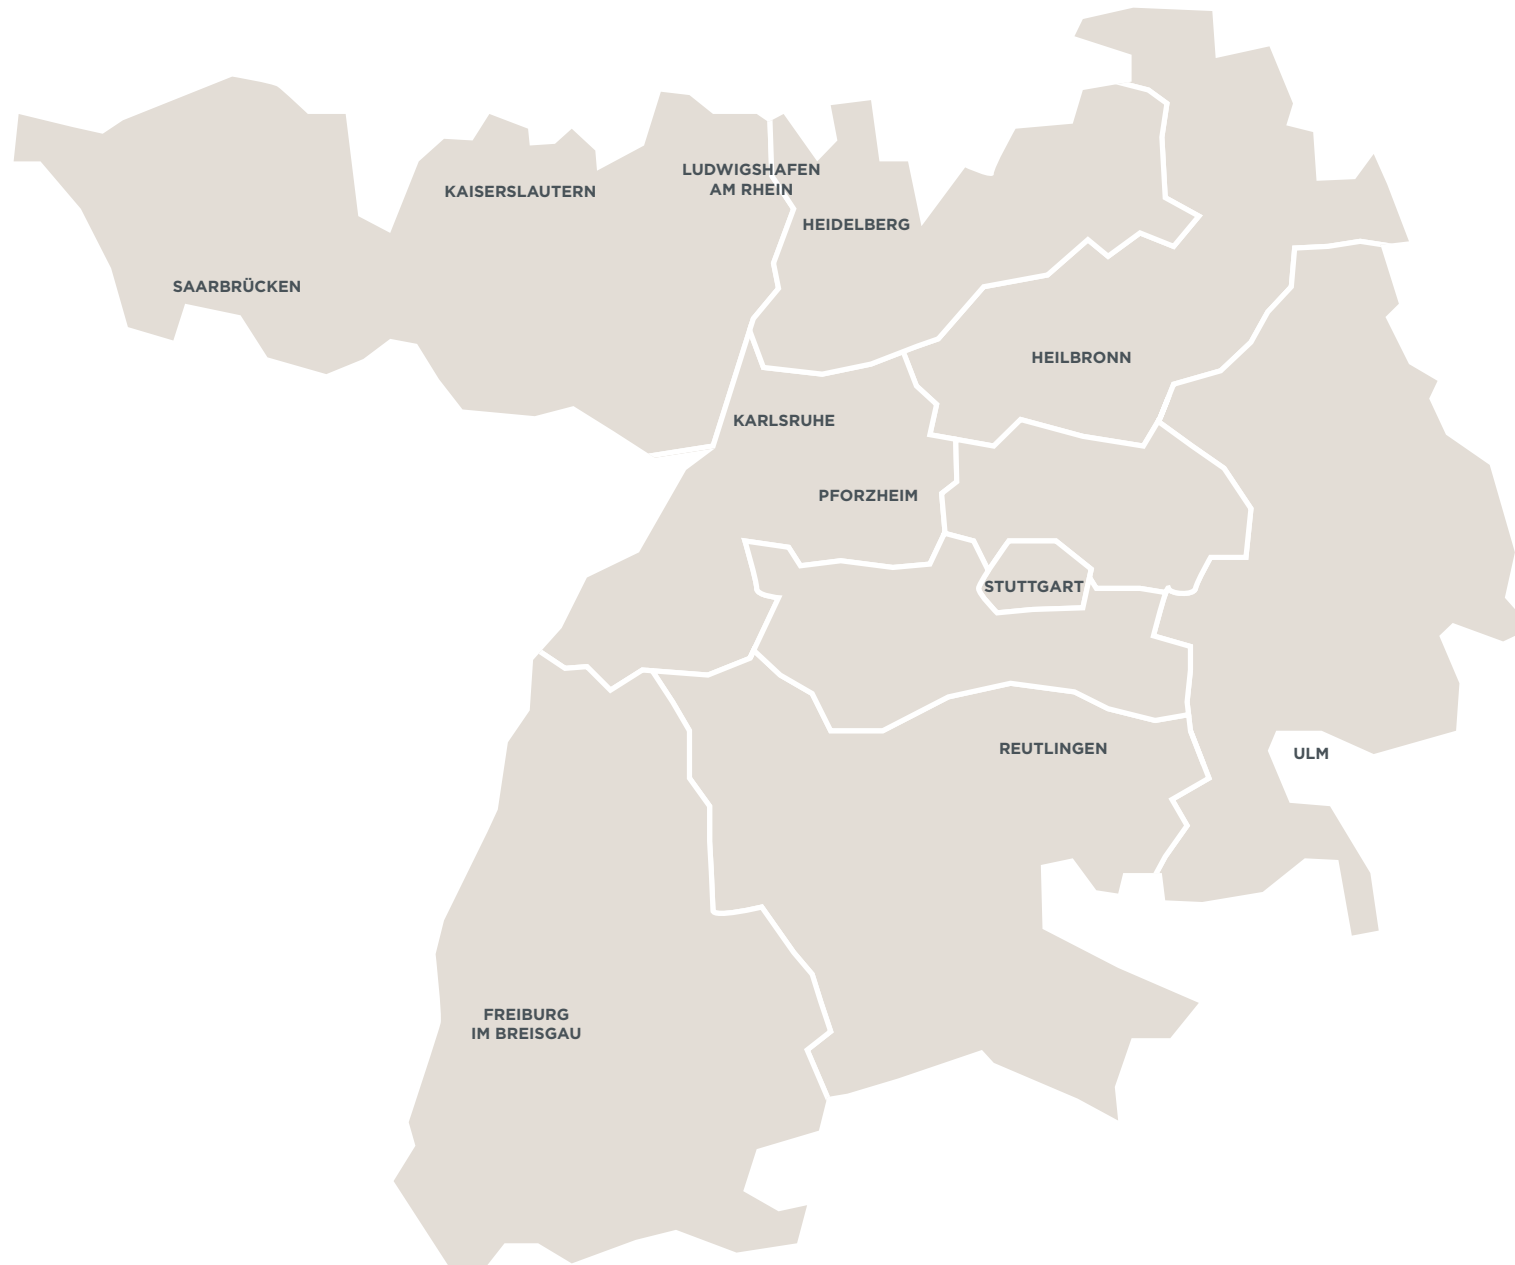 LUDWIGSHAFEN
AM RHEIN
KAISERSLAUTERN
HEIDELBERG
SAARBRÜCKEN
HEILBRONN
KARLSRUHE
PFORZHEIM
STUTTGART
REUTLINGEN
ULM
FREIBURG
IM BREISGAU